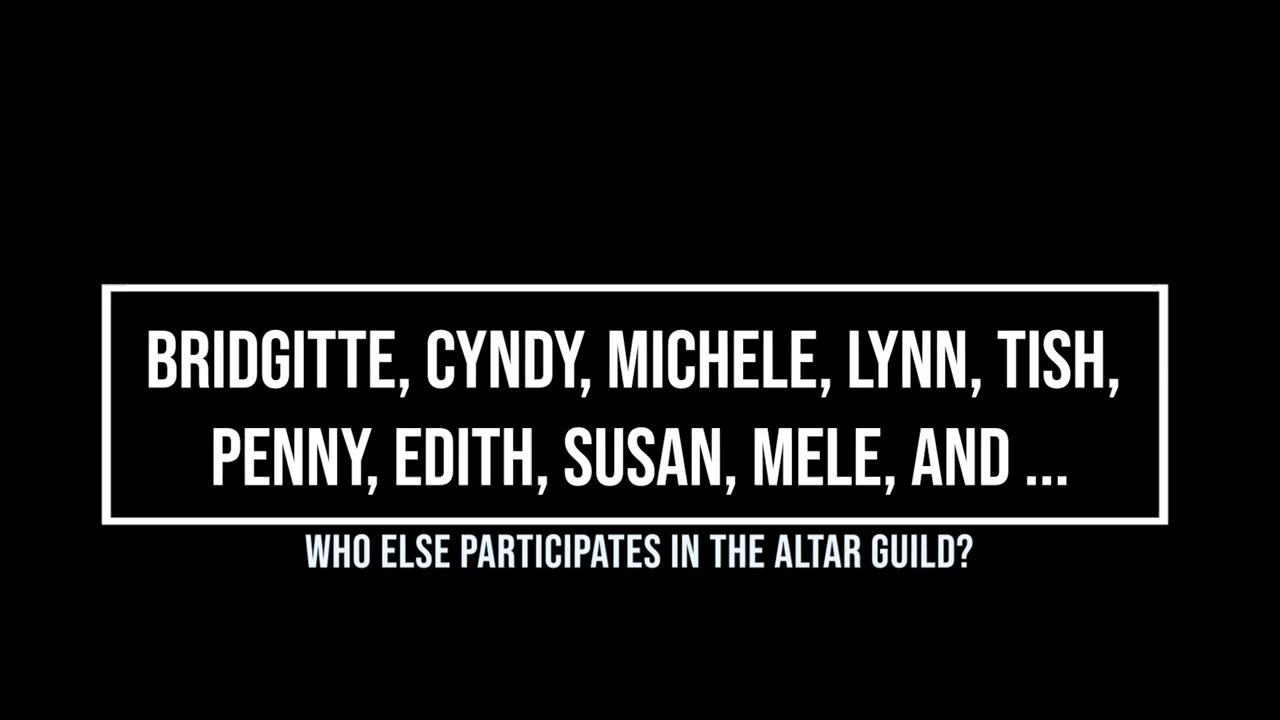 BRIDGITTE, CYNDY, MICHELE, LYNN, TISH,
PENNY, EDITH, SUSAN, MELE, AND ...
WHO ELSE PARTICIPATES IN THE ALTAR GUILD?